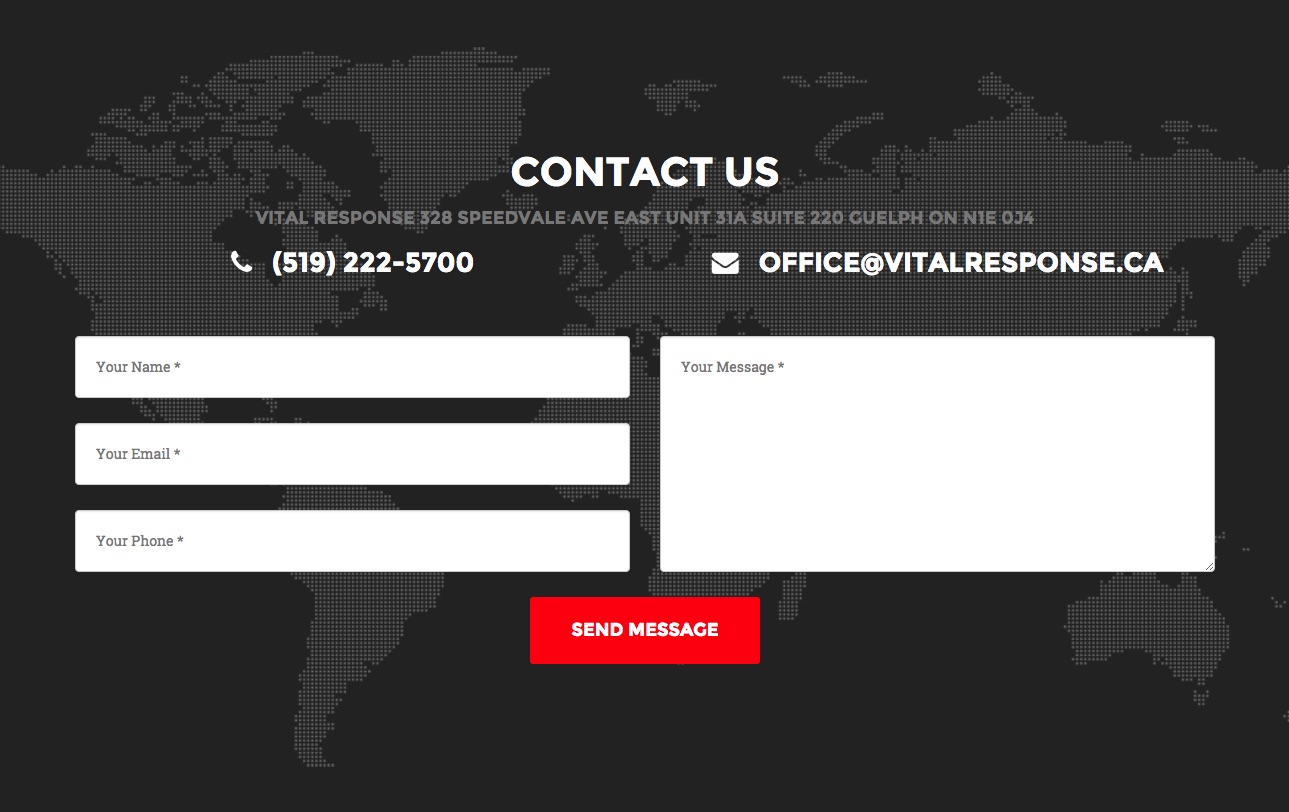 CONTACT US
VITAL RESPONSE 328 SPEEDVALE AVE EAST UNIT 31A SUITE 220 GUELPH ON N1E 0J4
(519) 222-5700
OFFICE@VITALRESPONSE.CA
Your Name *
Your Email *
Your Phone *
Your Message *
SEND MESSAGE